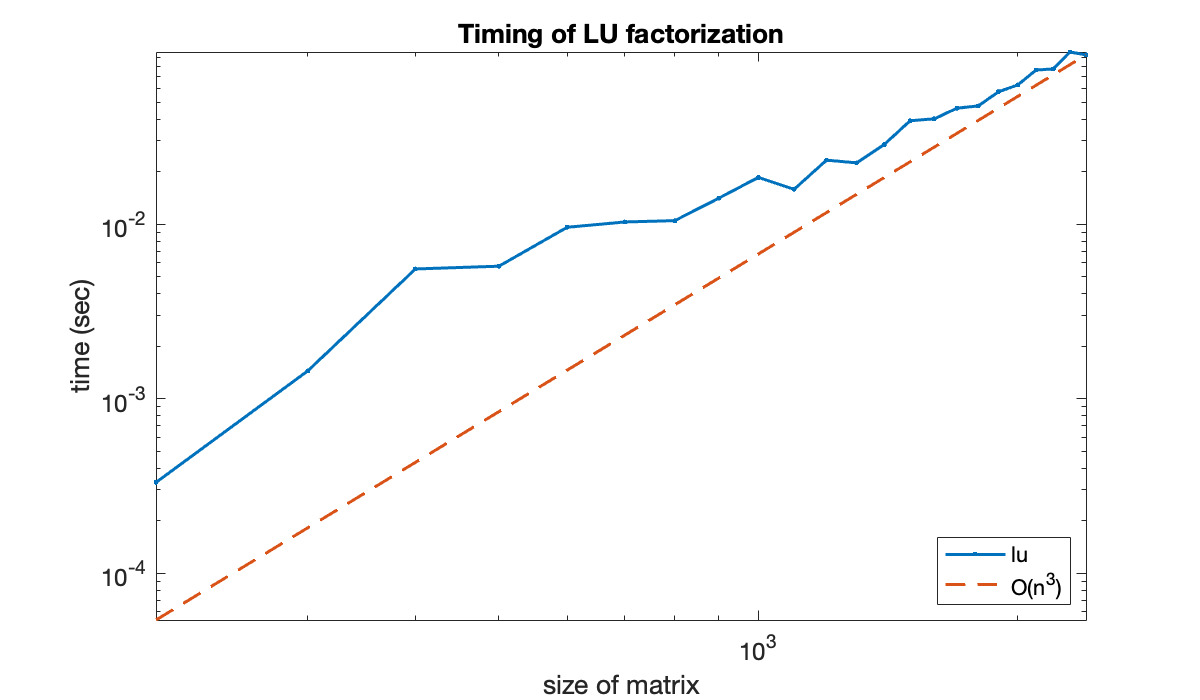 Timing of LU factorization
time (sec)
10^-2
10^-3
10^-4
10^3
size of matrix
lu
O(n^3)